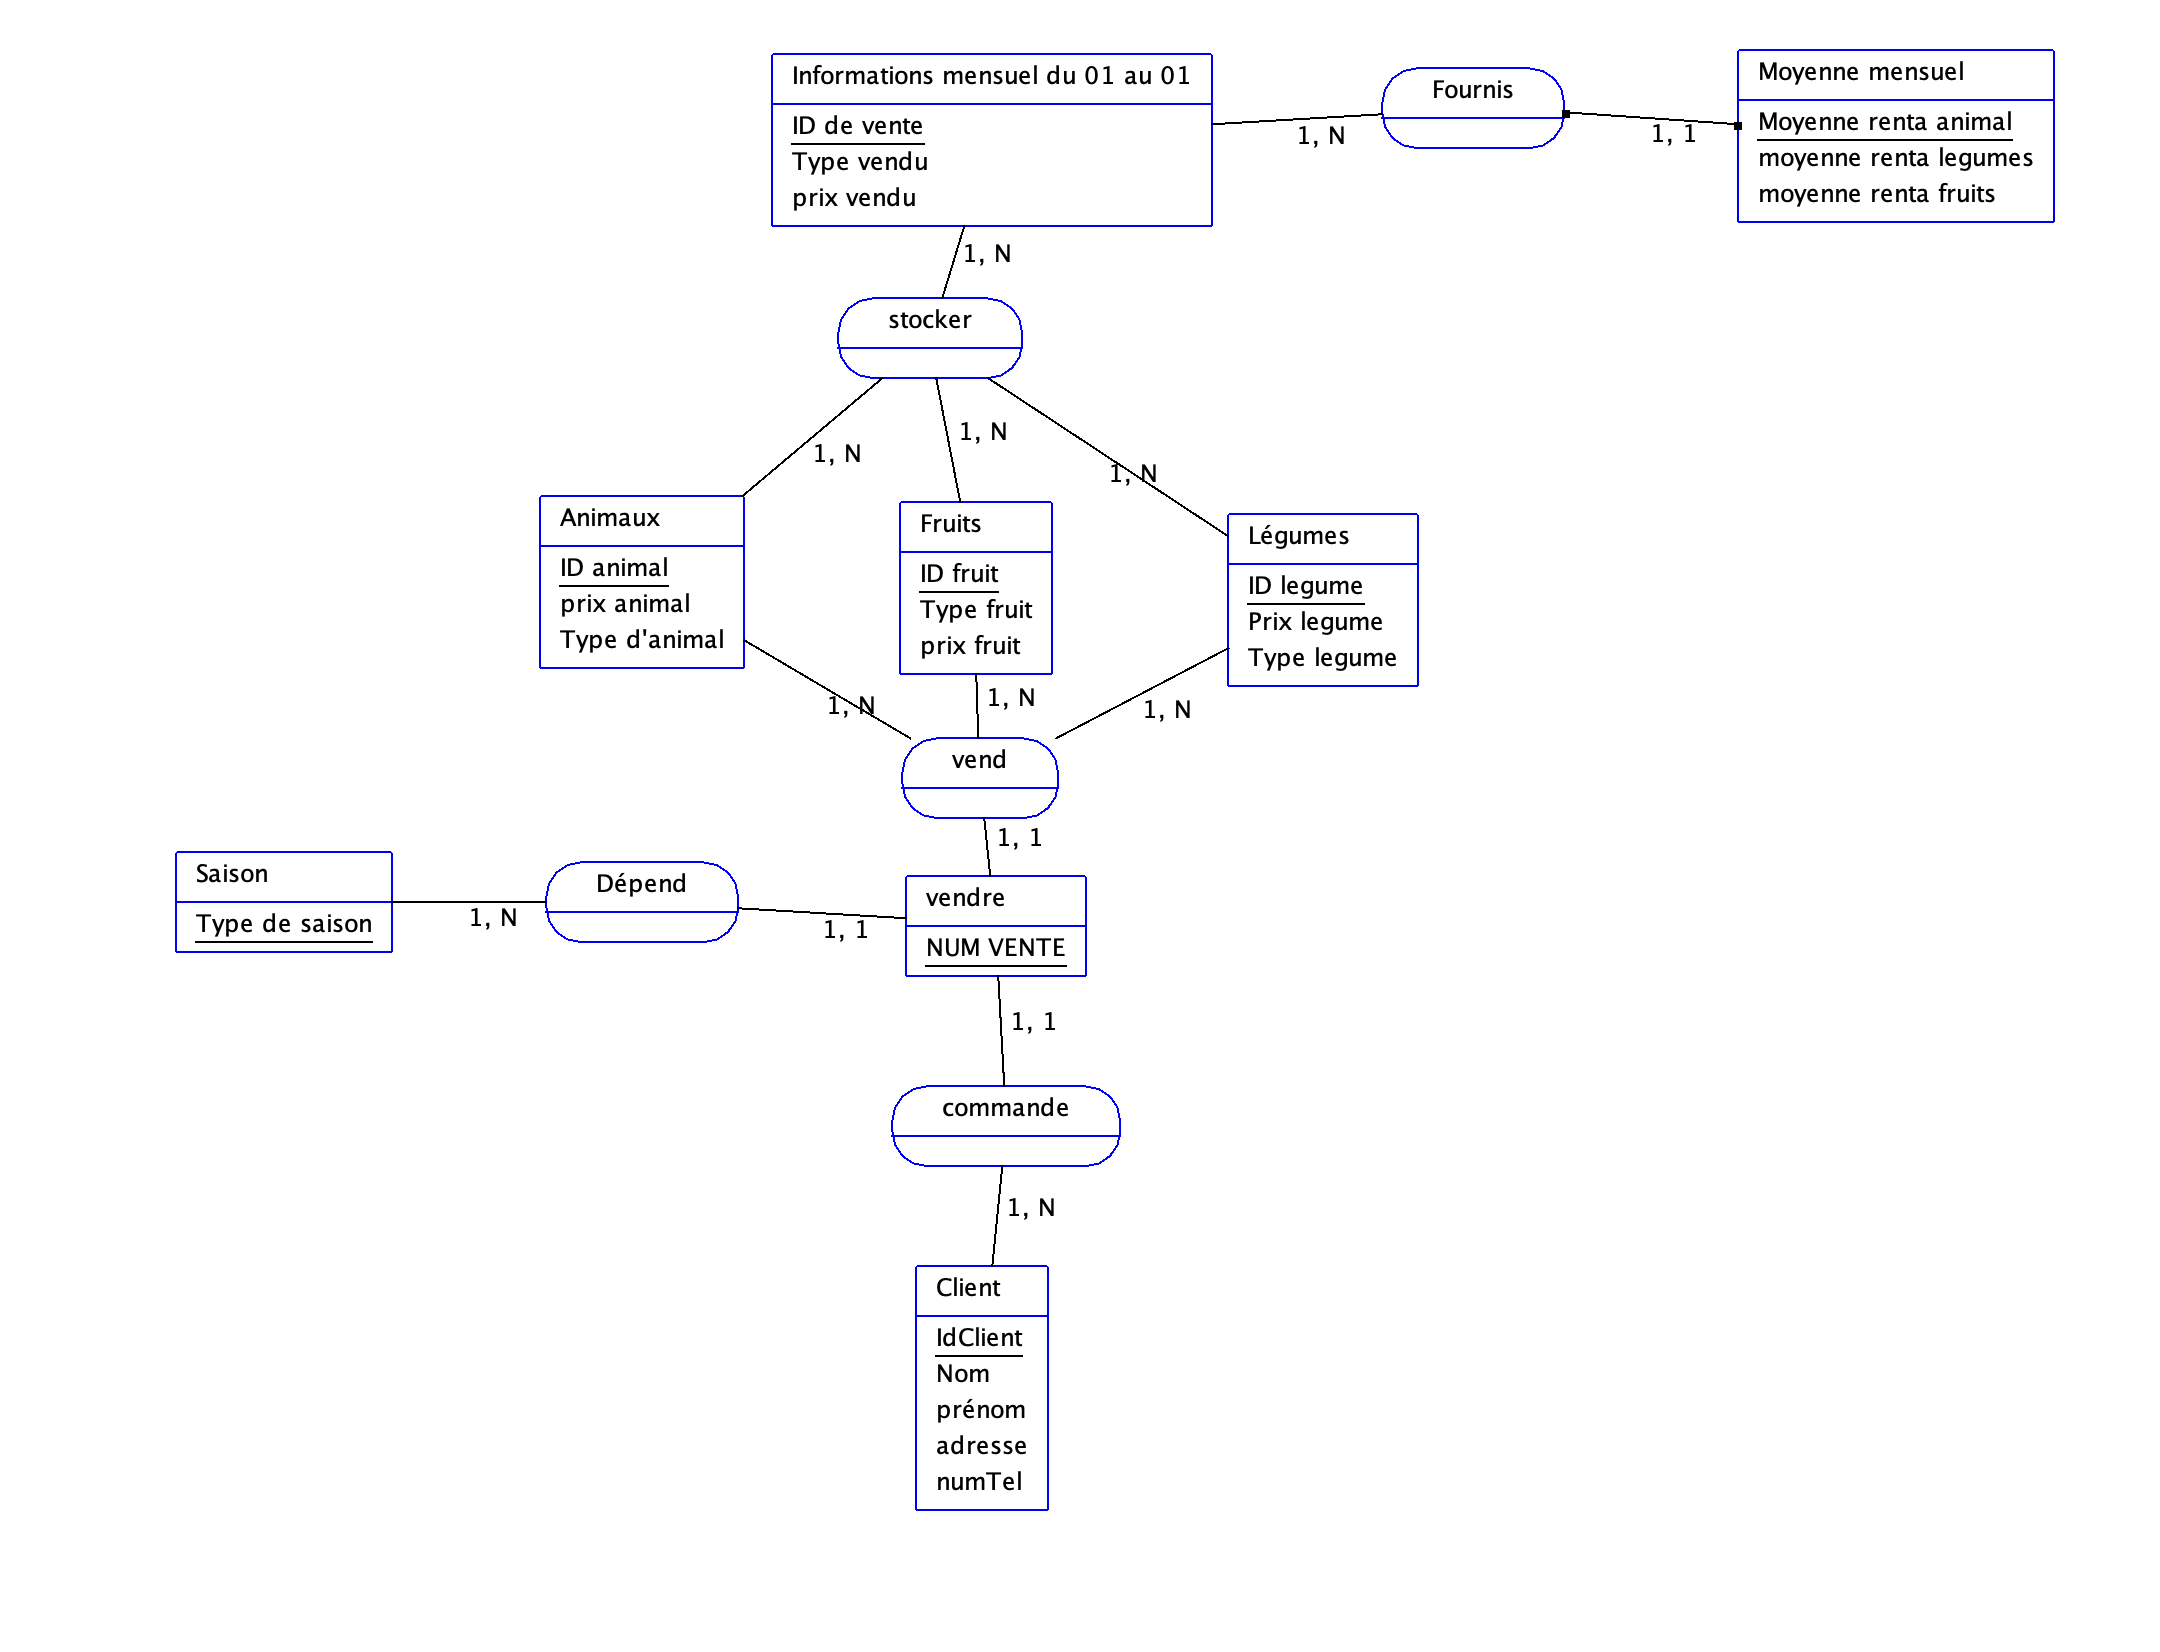 Informations mensuel du 01 au 01
ID de vente
Type vendu
prix vendu
1, N
Fournis
1, 1
Moyenne mensuel
Moyenne renta animal
moyenne renta legumes
moyenne renta fruits
1, N
stocker
1, N
1, N
1, N
Animaux
ID animal
prix animal
Type d'animal
Fruits
ID fruit
Type fruit
prix fruit
Légumes
ID legume
Prix legume
Type legume
1, N
1, N
1, N
vend
1, 1
Saison
Type de saison
1, N
Dépend
1, 1
vendre
NUM VENTE
1, 1
commande
1, N
Client
IdClient
Nom
prénom
adresse
numTel